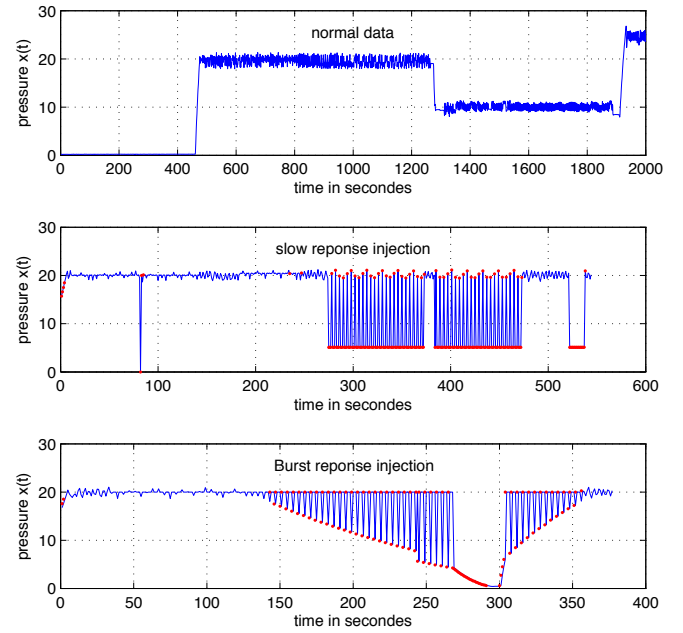 30
20
10
0
pressure x(t)
normal data
0 200 400 600 800 1000 1200 1400 1600 1800 2000
time in secondes
30
20
10
0
pressure x(t)
slow reponse injection
0 100 200 300 400 500 600
time in secondes
30
20
10
0
pressure x(t)
Burst reponse injection
0 50 100 150 200 250 300 350 400
time in secondes